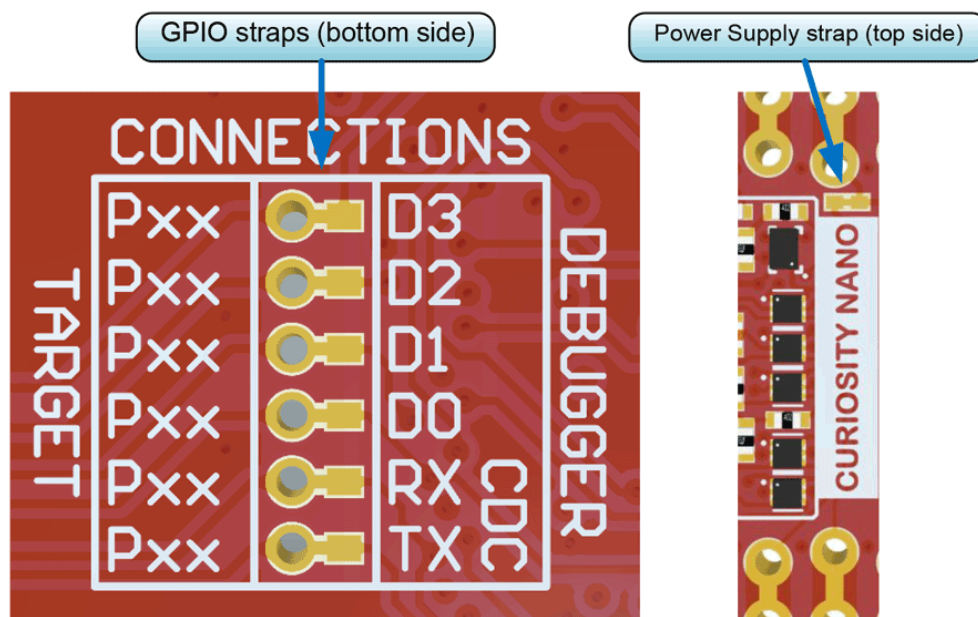 GPIO straps (bottom side)
Power Supply strap (top side)
CONNECTIONS
TARGET
Pxx D3
Pxx D2
Pxx D1
Pxx D0
Pxx RX
Pxx TX
CDC
DEBUGGER
CURIOSITY NANO